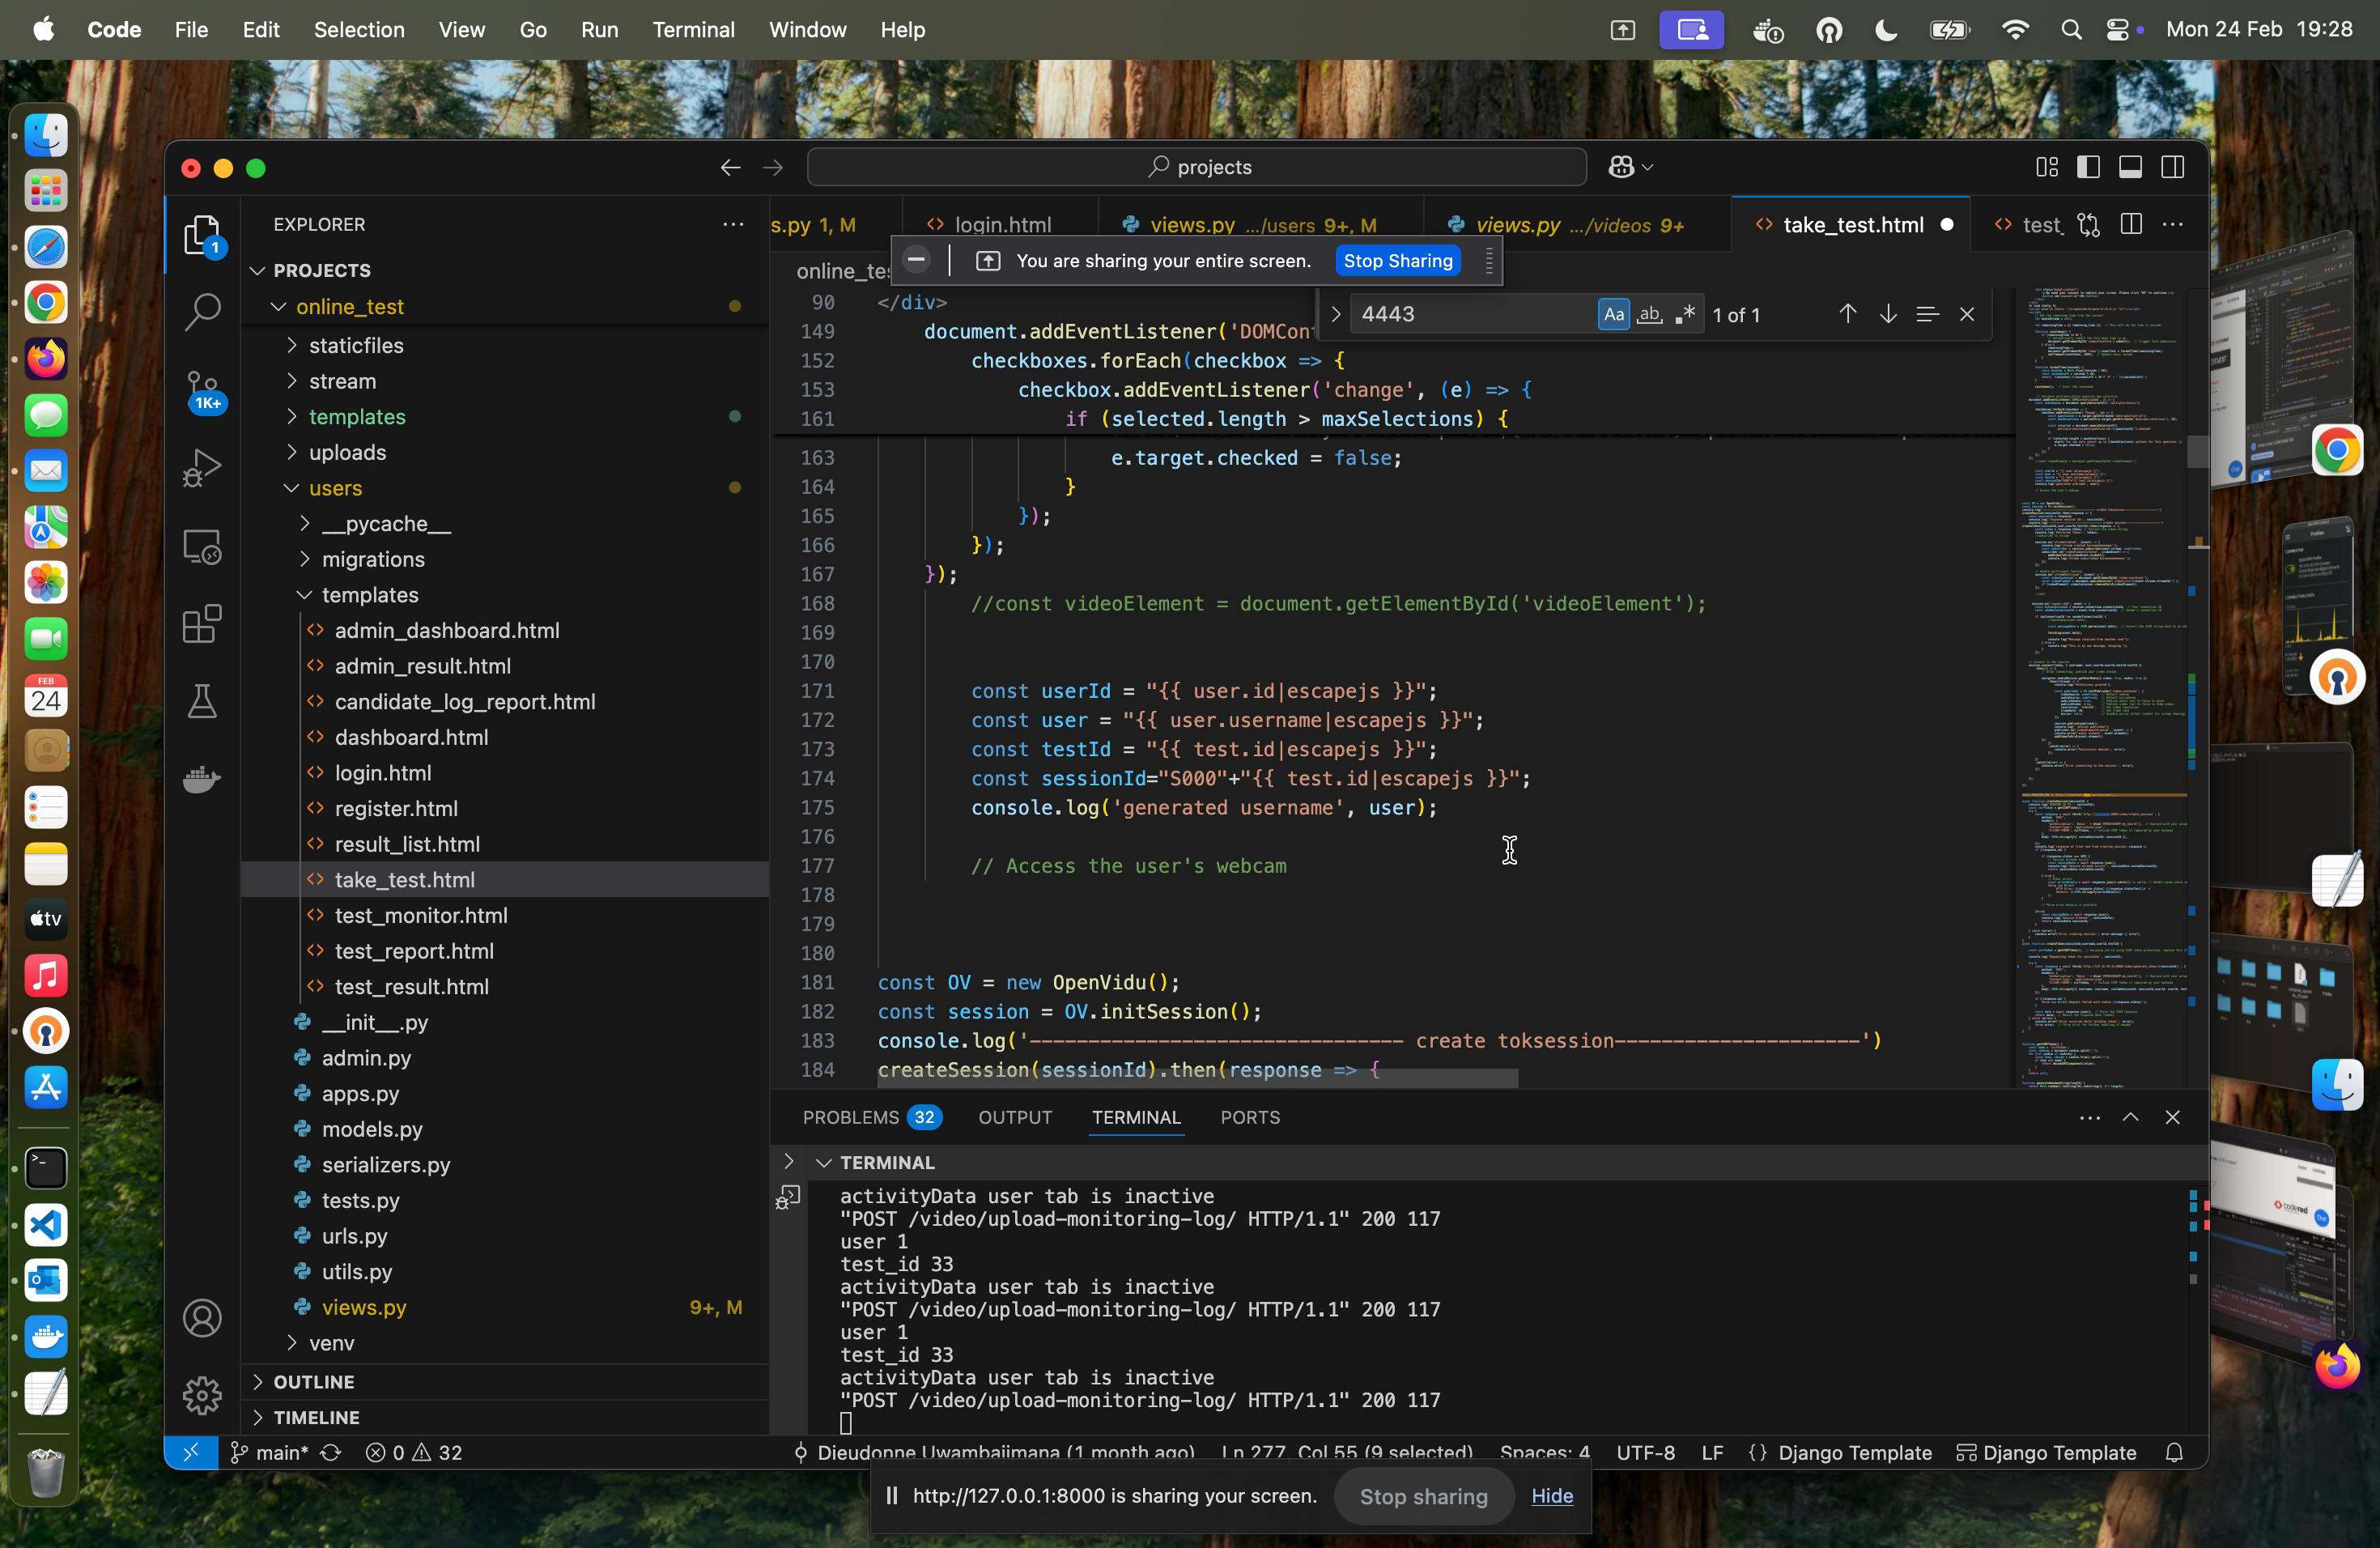 Code File Edit Selection View Go Run Terminal Window Help Mon 24 Feb 19:28
projects
EXPLORER
s.py 1, M login.html views.py .../users 9+, M views.py .../videos 9+ take_test.html test_
You are sharing your entire screen. Stop Sharing
PROJECTS
online_test
staticfiles
stream
templates
uploads
users
__pycache__
migrations
templates
admin_dashboard.html
admin_result.html
candidate_log_report.html
dashboard.html
login.html
register.html
result_list.html
take_test.html
test_monitor.html
test_report.html
test_result.html
__init__.py
admin.py
apps.py
models.py
serializers.py
tests.py
urls.py
utils.py
views.py 9+, M
venv
OUTLINE
TIMELINE
1
1K+
FEB
24
tv
online_tes
4443 Aa ab 1 of 1
90 </div>
149 document.addEventListener('DOMCont
152 checkboxes.forEach(checkbox => {
153 checkbox.addEventListener('change', (e) => {
161 if (selected.length > maxSelections) {
163 e.target.checked = false;
164 }
165 });
166 });
167 });
168 //const videoElement = document.getElementById('videoElement');
169
170
171 const userId = "{{ user.id|escapejs }}";
172 const user = "{{ user.username|escapejs }}";
173 const testId = "{{ test.id|escapejs }}";
174 const sessionId="S000"+"{{ test.id|escapejs }}";
175 console.log('generated username', user);
176
177 // Access the user's webcam
178
179
180
181 const OV = new OpenVidu();
182 const session = OV.initSession();
183 console.log('-------------------------------- create toksession---------------------')
184 createSession(sessionId).then(response => {
PROBLEMS 32 OUTPUT TERMINAL PORTS
TERMINAL
activityData user tab is inactive
"POST /video/upload-monitoring-log/ HTTP/1.1" 200 117
user 1
test_id 33
activityData user tab is inactive
"POST /video/upload-monitoring-log/ HTTP/1.1" 200 117
user 1
test_id 33
activityData user tab is inactive
"POST /video/upload-monitoring-log/ HTTP/1.1" 200 117
main* 0 32 Dieudonne Uwambajimana (1 month ago) Ln 277, Col 55 (9 selected) Spaces: 4 UTF-8 LF {} Django Template Django Template
http://127.0.0.1:8000 is sharing your screen. Stop sharing Hide